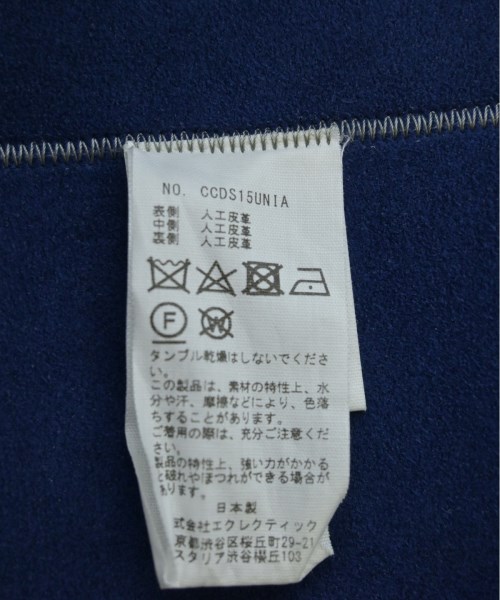 NO. CCDS15UNIA
表側 人工皮革
中側 人工皮革
裏側 人工皮革
F
W
タンブル乾燥はしないでくださ
い。
この製品は、素材の特性上、水
分や汗、摩擦などにより、色落
ちすることがあります。
ご着用の際は、充分ご注意くだ
さい。
製品の特性上、強い力がかかる
と破れやほつれができる場合が
あります。
日本製
式会社エクレクティック
京都渋谷区桜丘町29-21
スタリア渋谷櫻丘103